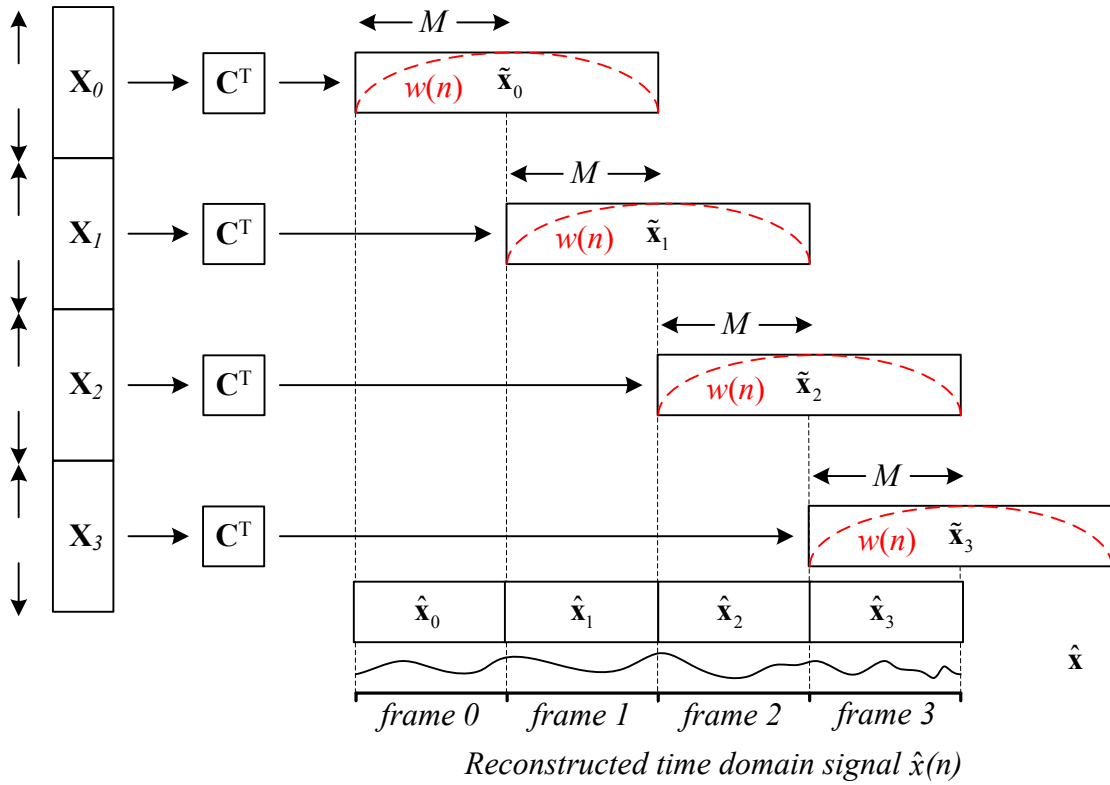 M
X₀ Cᵀ w(n) x̃₀
M
X₁ Cᵀ w(n) x̃₁
M
X₂ Cᵀ w(n) x̃₂
M
X₃ Cᵀ w(n) x̃₃
x̂₀ x̂₁ x̂₂ x̂₃
x̂
frame 0 frame 1 frame 2 frame 3
Reconstructed time domain signal x̂(n)